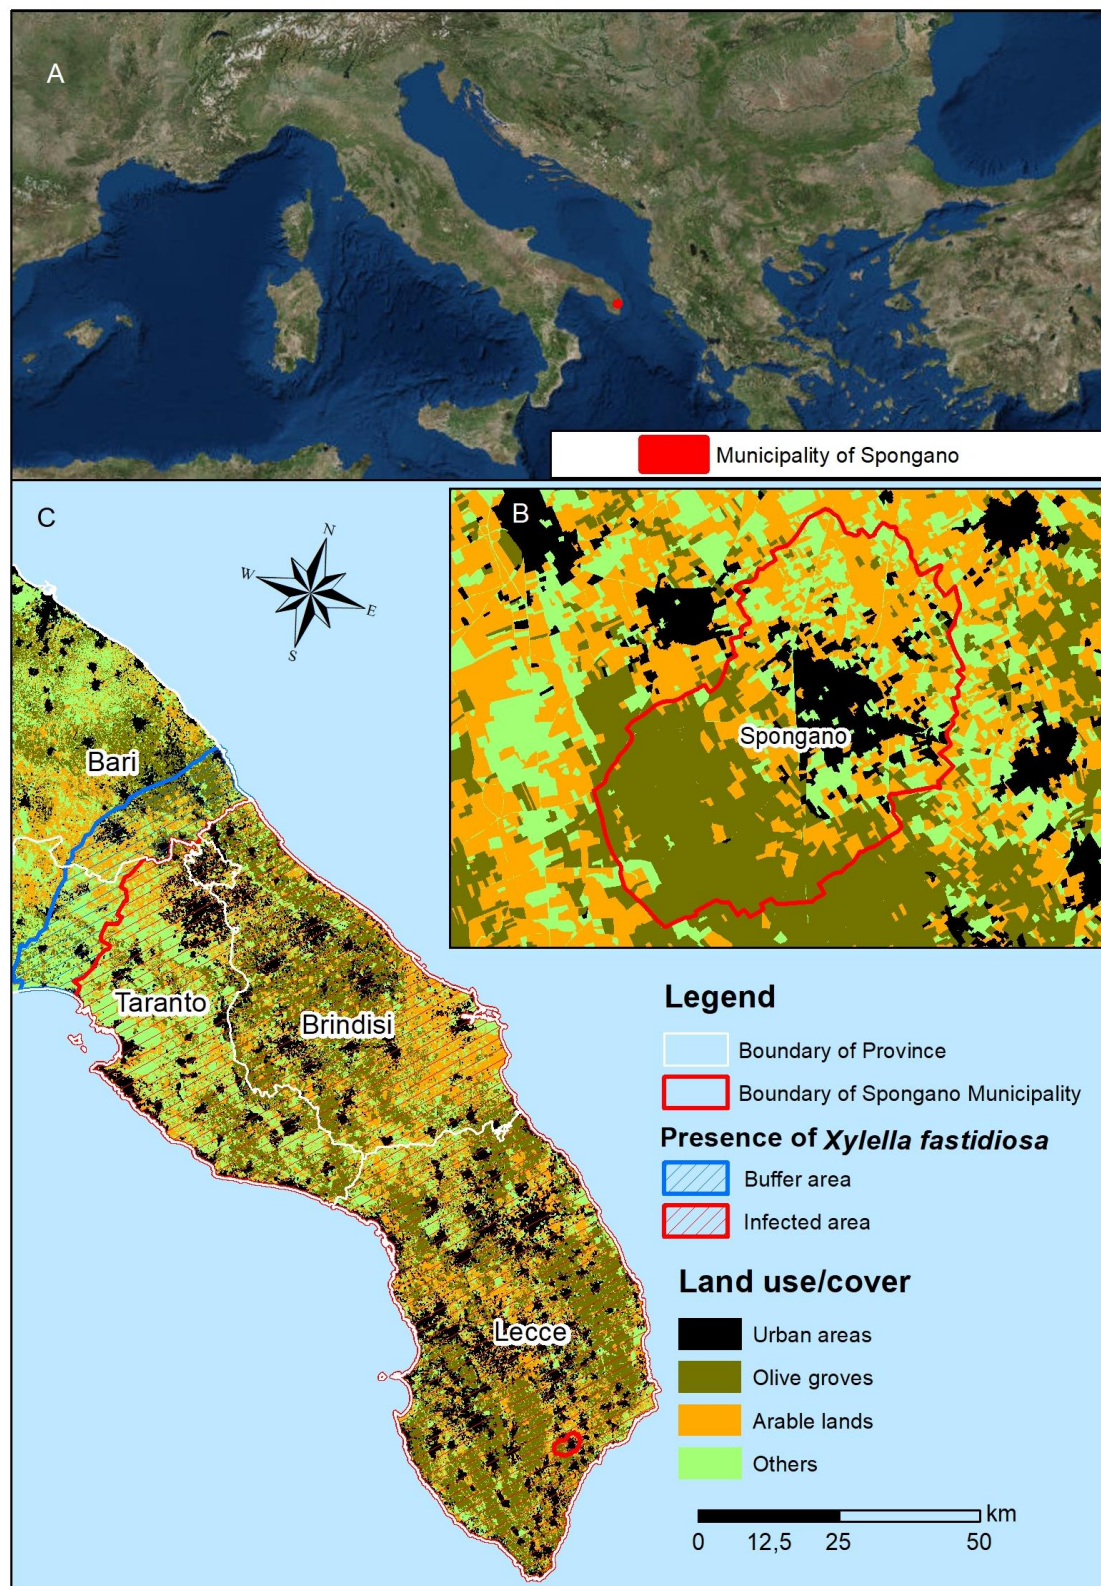 A
Municipality of Spongano
C
N
W
E
S
B
Spongano
Bari
Taranto
Brindisi
Lecce
Legend
Boundary of Province
Boundary of Spongano Municipality
Presence of Xylella fastidiosa
Buffer area
Infected area
Land use/cover
Urban areas
Olive groves
Arable lands
Others
km
0 12,5 25 50